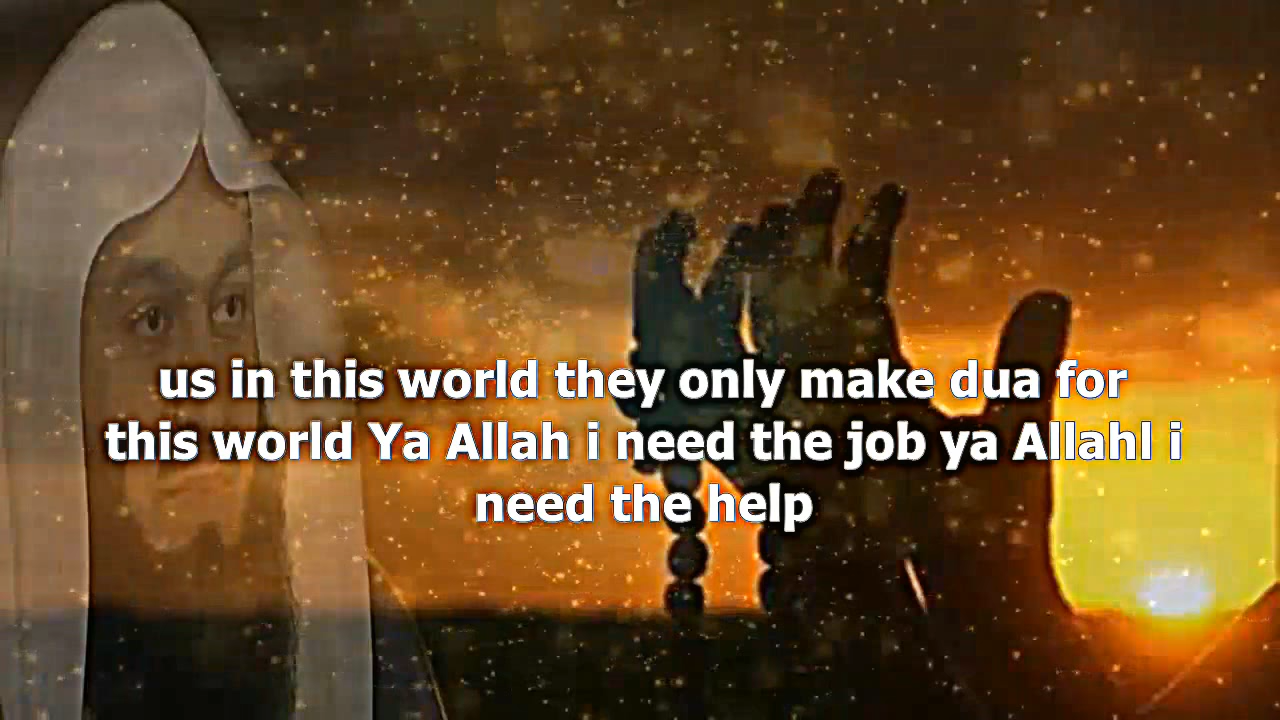 us in this world they only make dua for
this world Ya Allah i need the job ya Allahl i
need the help